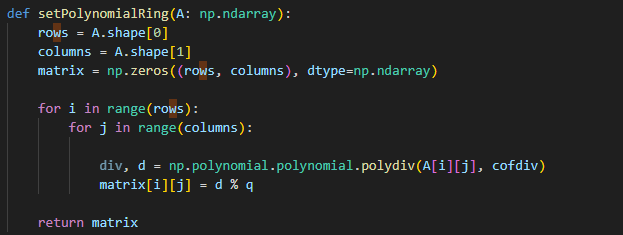 def setPolynomialRing(A: np.ndarray):
    rows = A.shape[0]
    columns = A.shape[1]
    matrix = np.zeros((rows, columns), dtype=np.ndarray)
    for i in range(rows):
        for j in range(columns):
            div, d = np.polynomial.polynomial.polydiv(A[i][j], cofdiv)
            matrix[i][j] = d % q
    return matrix